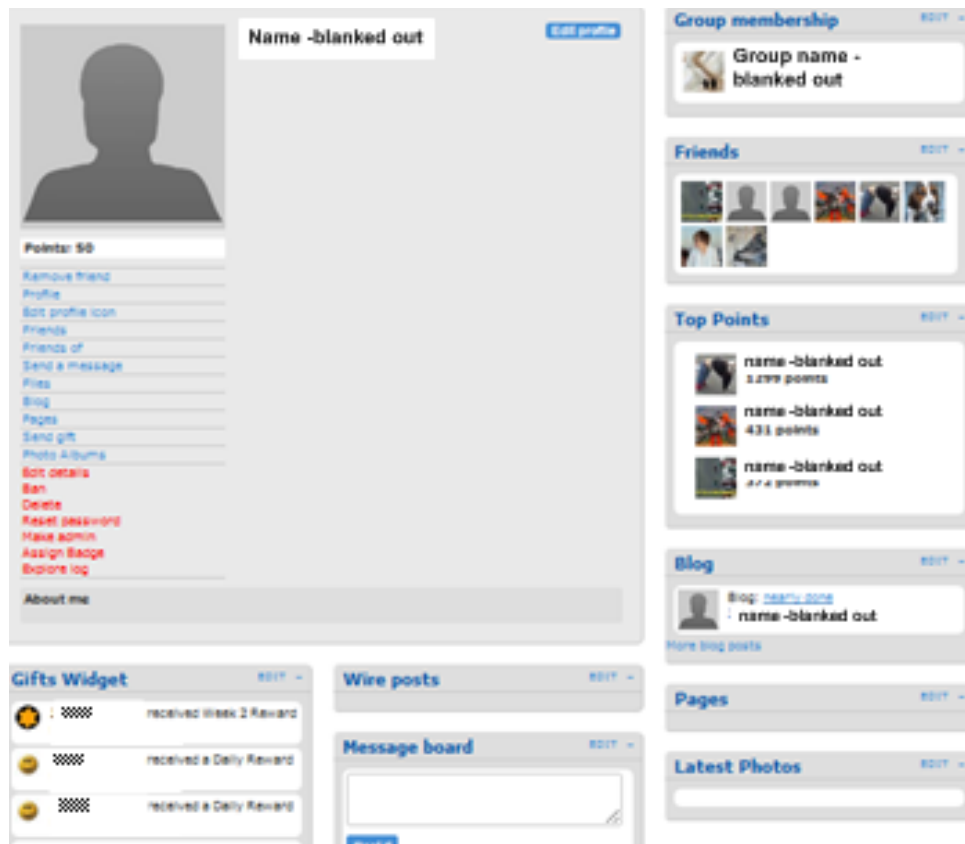 Name -blanked out
Edit profile
Points: 50
Remove friend
Profile
Edit profile icon
Friends
Friends of
Send a message
Files
Blog
Pages
Send gift
Photo Albums
Edit details
Ban
Delete
Reset password
Make admin
Assign Badge
Explore log
About me
Gifts Widget
EDIT
received Week 2 Reward
received a Daily Reward
received a Daily Reward
Wire posts
EDIT
Message board
EDIT
Group membership
EDIT
Group name -
blanked out
Friends
EDIT
Top Points
EDIT
name -blanked out
1299 points
name -blanked out
431 points
name -blanked out
points
Blog
EDIT
Blog: nearly done
name -blanked out
More blog posts
Pages
EDIT
Latest Photos
EDIT